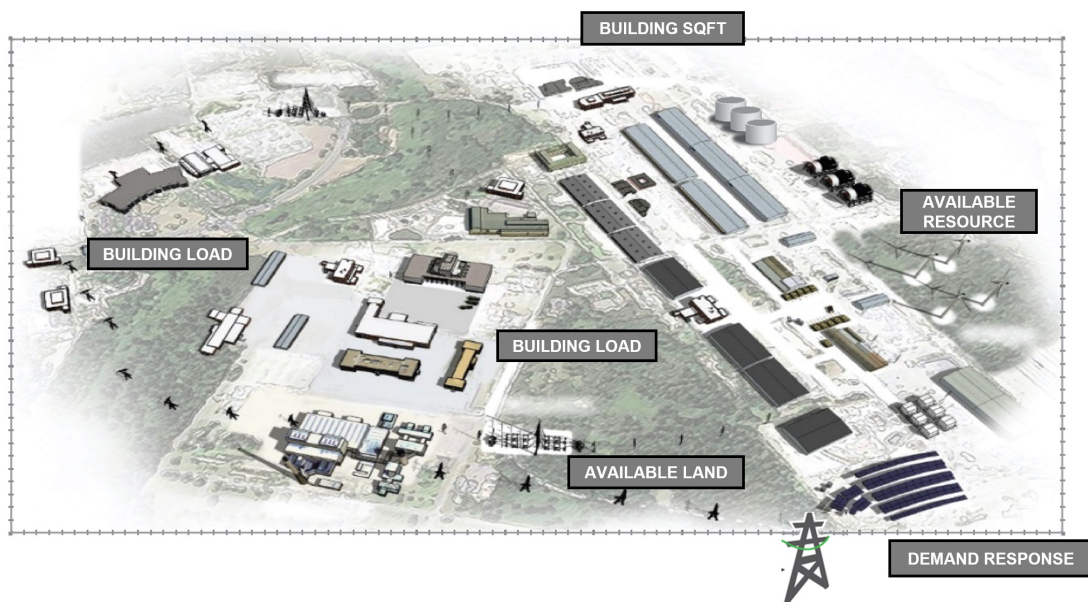 BUILDING SQFT
AVAILABLE
RESOURCE
BUILDING LOAD
BUILDING LOAD
AVAILABLE LAND
DEMAND RESPONSE